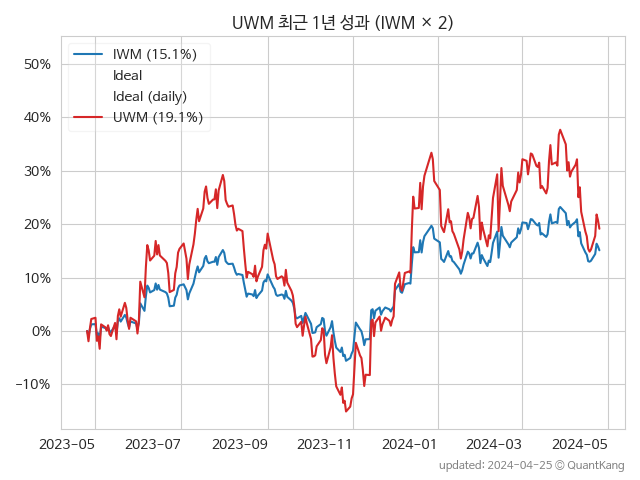 UWM 최근 1년 성과 (IWM × 2)
IWM (15.1%)
Ideal
Ideal (daily)
UWM (19.1%)
50%
40%
30%
20%
10%
0%
−10%
2023-05 2023-07 2023-09 2023-11 2024-01 2024-03 2024-05
updated: 2024-04-25 © QuantKang